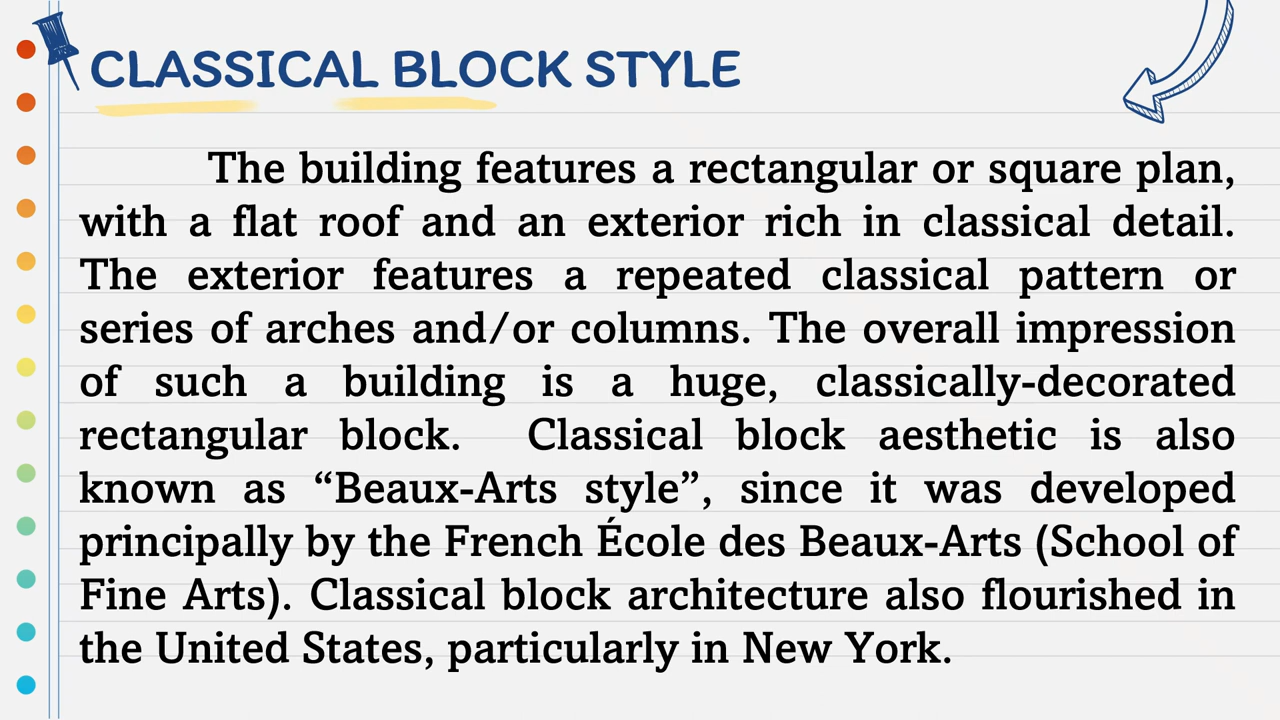 CLASSICAL BLOCK STYLE
The building features a rectangular or square plan,
with a flat roof and an exterior rich in classical detail.
The exterior features a repeated classical pattern or
series of arches and/or columns. The overall impression
of such a building is a huge, classically-decorated
rectangular block. Classical block aesthetic is also
known as “Beaux-Arts style”, since it was developed
principally by the French École des Beaux-Arts (School of
Fine Arts). Classical block architecture also flourished in
the United States, particularly in New York.